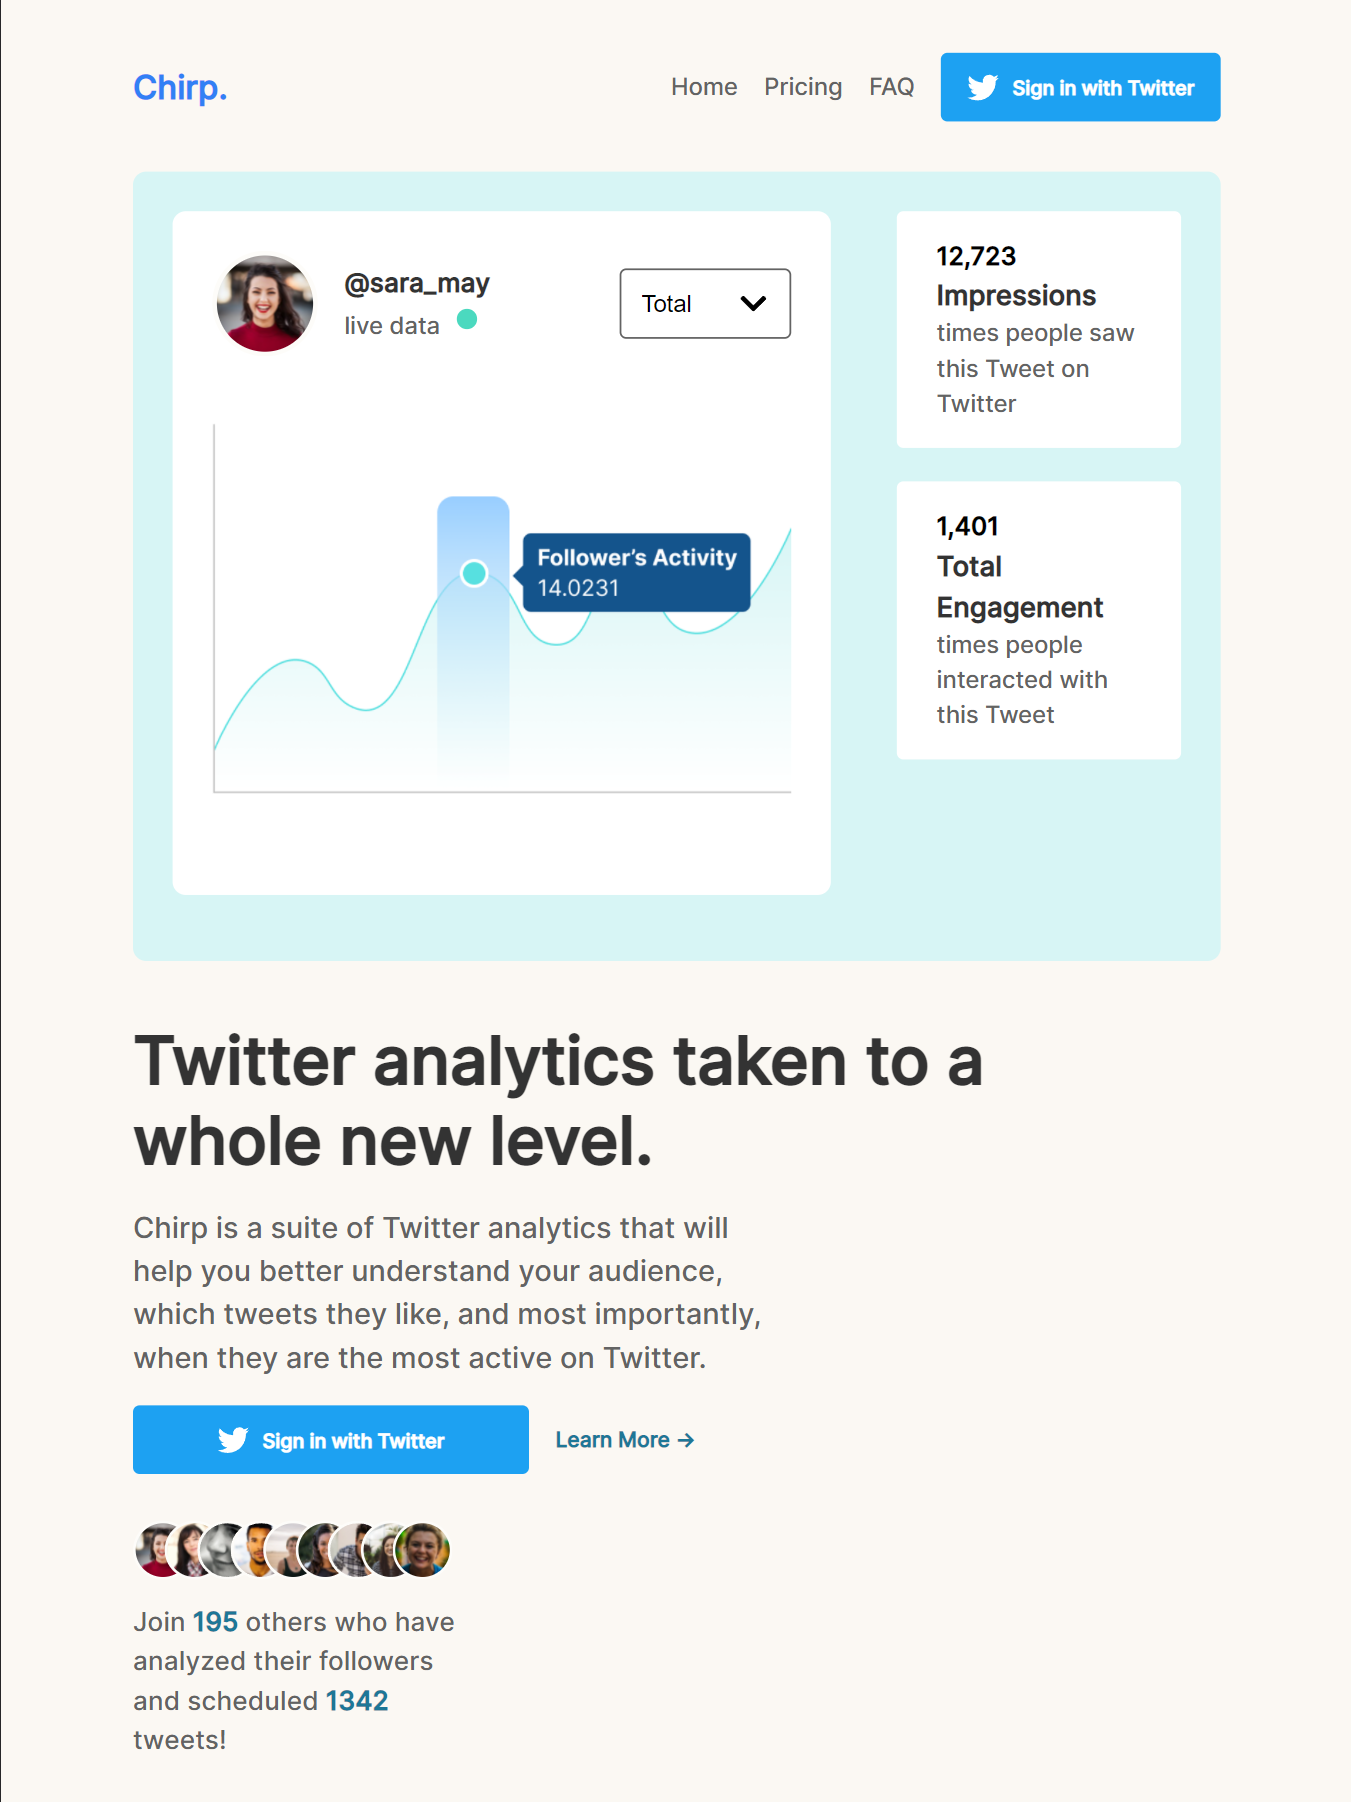 Chirp.
Home Pricing FAQ Sign in with Twitter
@sara_may
live data
Total
Follower’s Activity
14.0231
12,723
Impressions
times people saw
this Tweet on
Twitter
1,401
Total
Engagement
times people
interacted with
this Tweet
Twitter analytics taken to a
whole new level.
Chirp is a suite of Twitter analytics that will
help you better understand your audience,
which tweets they like, and most importantly,
when they are the most active on Twitter.
Sign in with Twitter Learn More →
Join 195 others who have
analyzed their followers
and scheduled 1342
tweets!